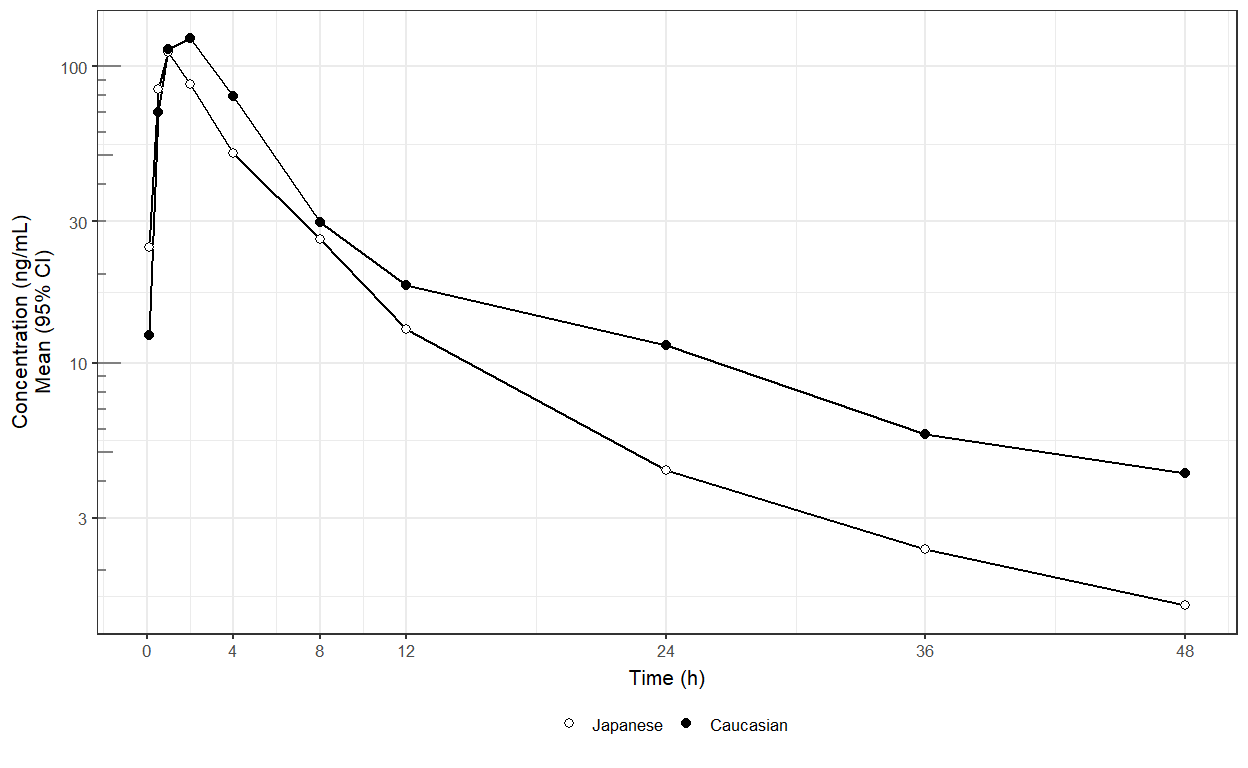 Concentration (ng/mL)
Mean (95% CI)
100
30
10
3
0 4 8 12 24 36 48
Time (h)
Japanese Caucasian